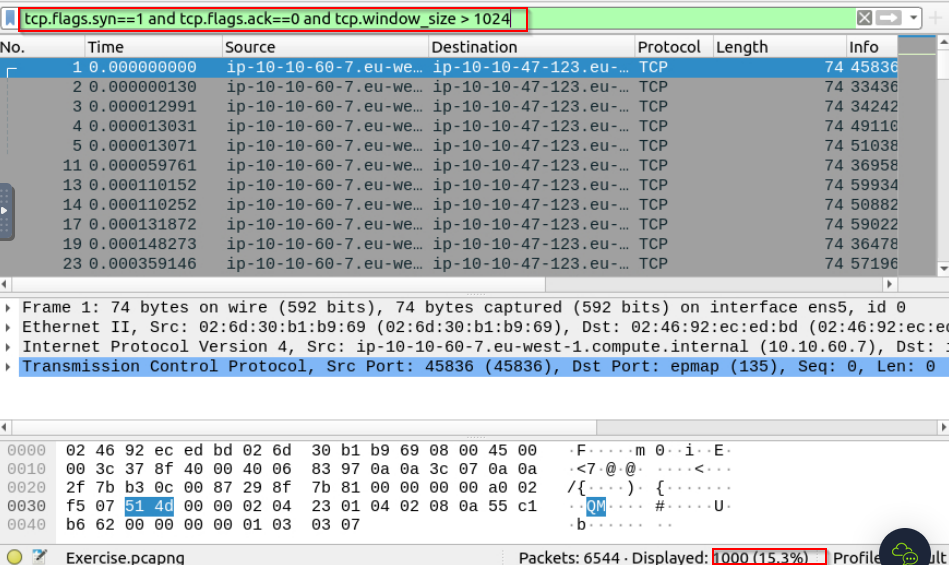 tcp.flags.syn==1 and tcp.flags.ack==0 and tcp.window_size > 1024
No. Time Source Destination Protocol Length Info
1 0.000000000 ip-10-10-60-7.eu-we… ip-10-10-47-123.eu-… TCP 74 45836
2 0.000000130 ip-10-10-60-7.eu-we… ip-10-10-47-123.eu-… TCP 74 33436
3 0.000012991 ip-10-10-60-7.eu-we… ip-10-10-47-123.eu-… TCP 74 34242
4 0.000013031 ip-10-10-60-7.eu-we… ip-10-10-47-123.eu-… TCP 74 49110
5 0.000013071 ip-10-10-60-7.eu-we… ip-10-10-47-123.eu-… TCP 74 51038
11 0.000059761 ip-10-10-60-7.eu-we… ip-10-10-47-123.eu-… TCP 74 36958
13 0.000110152 ip-10-10-60-7.eu-we… ip-10-10-47-123.eu-… TCP 74 59934
14 0.000110252 ip-10-10-60-7.eu-we… ip-10-10-47-123.eu-… TCP 74 50882
17 0.000131872 ip-10-10-60-7.eu-we… ip-10-10-47-123.eu-… TCP 74 59022
19 0.000148273 ip-10-10-60-7.eu-we… ip-10-10-47-123.eu-… TCP 74 36478
23 0.000359146 ip-10-10-60-7.eu-we… ip-10-10-47-123.eu-… TCP 74 57196
Frame 1: 74 bytes on wire (592 bits), 74 bytes captured (592 bits) on interface ens5, id 0
Ethernet II, Src: 02:6d:30:b1:b9:69 (02:6d:30:b1:b9:69), Dst: 02:46:92:ec:ed:bd (02:46:92:ec:ed
Internet Protocol Version 4, Src: ip-10-10-60-7.eu-west-1.compute.internal (10.10.60.7), Dst:
Transmission Control Protocol, Src Port: 45836 (45836), Dst Port: epmap (135), Seq: 0, Len: 0
0000 02 46 92 ec ed bd 02 6d 30 b1 b9 69 08 00 45 00 ·F·····m 0··i··E·
0010 00 3c 37 8f 40 00 40 06 83 97 0a 0a 3c 07 0a 0a ·<7·@·@· ····<···
0020 2f 7b b3 0c 00 87 29 8f 7b 81 00 00 00 00 a0 02 /{····)· {·······
0030 f5 07 51 4d 00 00 02 04 23 01 04 02 08 0a 55 c1 ··QM···· #·····U·
0040 b6 62 00 00 00 00 01 03 03 07 ·b······ ··
Exercise.pcapng Packets: 6544 · Displayed: 1000 (15.3%) Profile